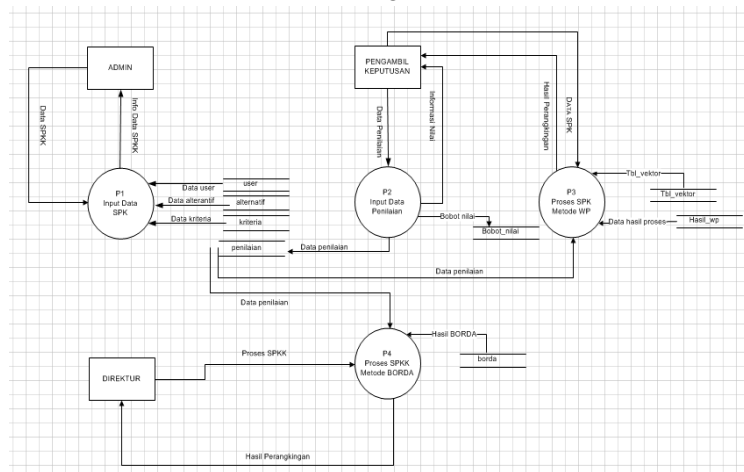 ADMIN
PENGAMBIL
KEPUTUSAN
Data SPKK
Info Data SPKK
Data Penilaian
Informasi Nilai
Hasil Perangkingan
DATA SPK
P1
Input Data
SPK
Data user
user
Data alterantif
alternatif
Data kriteria
kriteria
P2
Input Data
Penilaian
Bobot nilai
Bobot_nilai
P3
Proses SPK
Metode WP
Tbl_vektor
Tbl_vektor
Data hasil proses
Hasil_wp
penilaian
Data penilaian
Data penilaian
Data penilaian
P4
Proses SPKK
Metode BORDA
Hasil BORDA
borda
Proses SPKK
DIREKTUR
Hasil Perangkingan